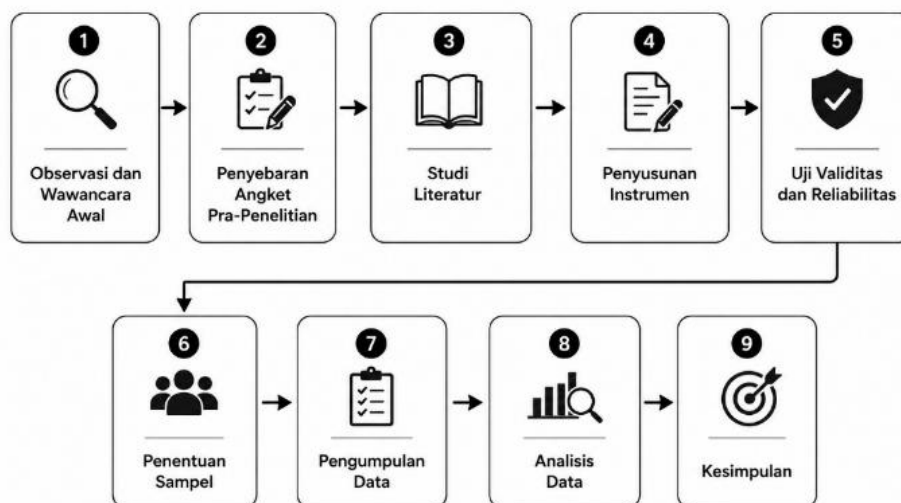 1
Observasi dan
Wawancara
Awal
2
Penyebaran
Angket
Pra-Penelitian
3
Studi
Literatur
4
Penyusunan
Instrumen
5
Uji Validitas
dan Reliabilitas
6
Penentuan
Sampel
7
Pengumpulan
Data
8
Analisis
Data
9
Kesimpulan